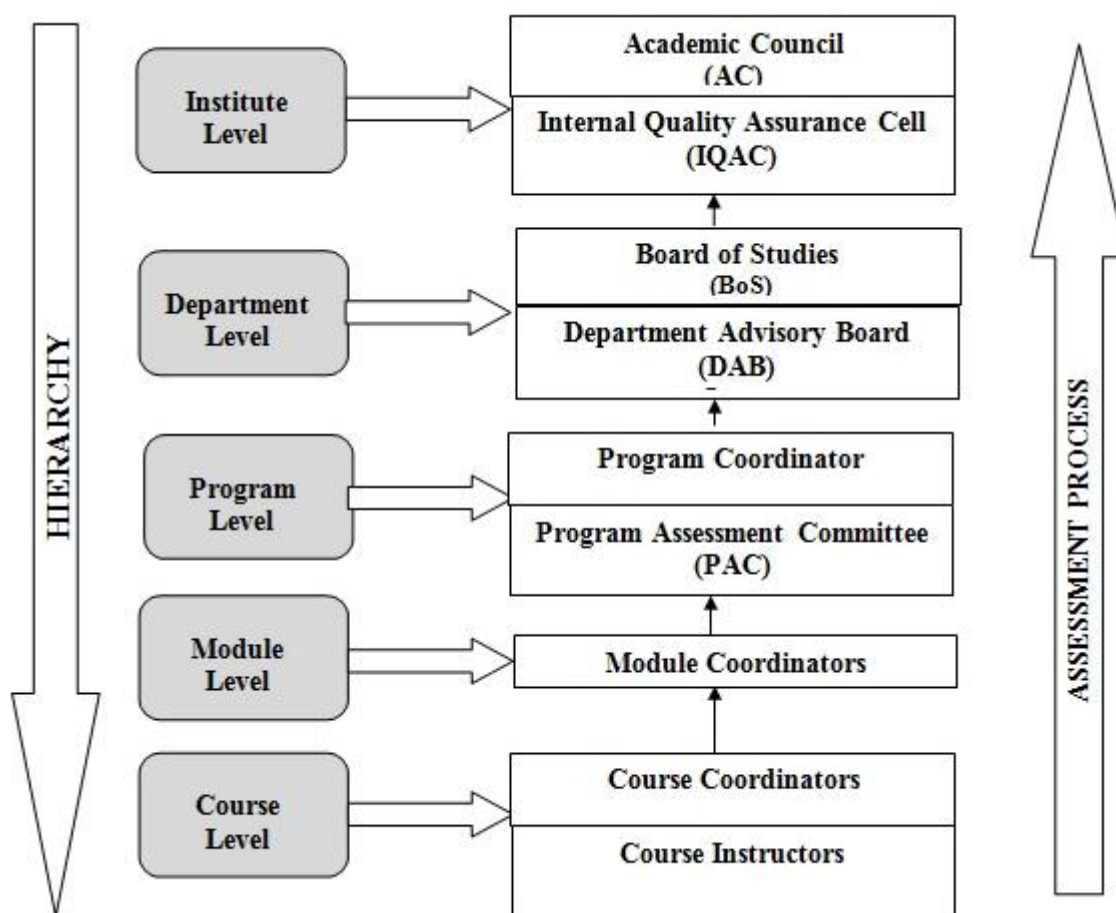 HIERARCHY
Institute
Level
Academic Council
(AC)
Internal Quality Assurance Cell
(IQAC)
Department
Level
Board of Studies
(BoS)
Department Advisory Board
(DAB)
Program
Level
Program Coordinator
Program Assessment Committee
(PAC)
Module
Level
Module Coordinators
Course
Level
Course Coordinators
Course Instructors
ASSESSMENT PROCESS